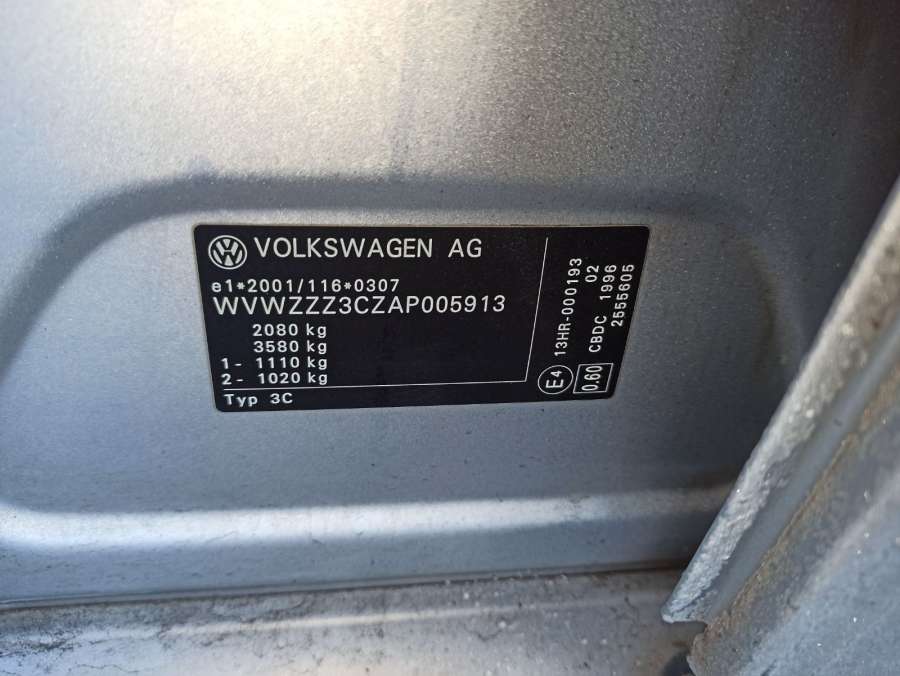 VOLKSWAGEN AG
e1*2001/116*0307
WVWZZZ3CZAP005913
2080 kg
3580 kg
1- 1110 kg
2- 1020 kg
Typ 3C
E4
13HR-000193
02
CBDC 1996
2555605
0.60